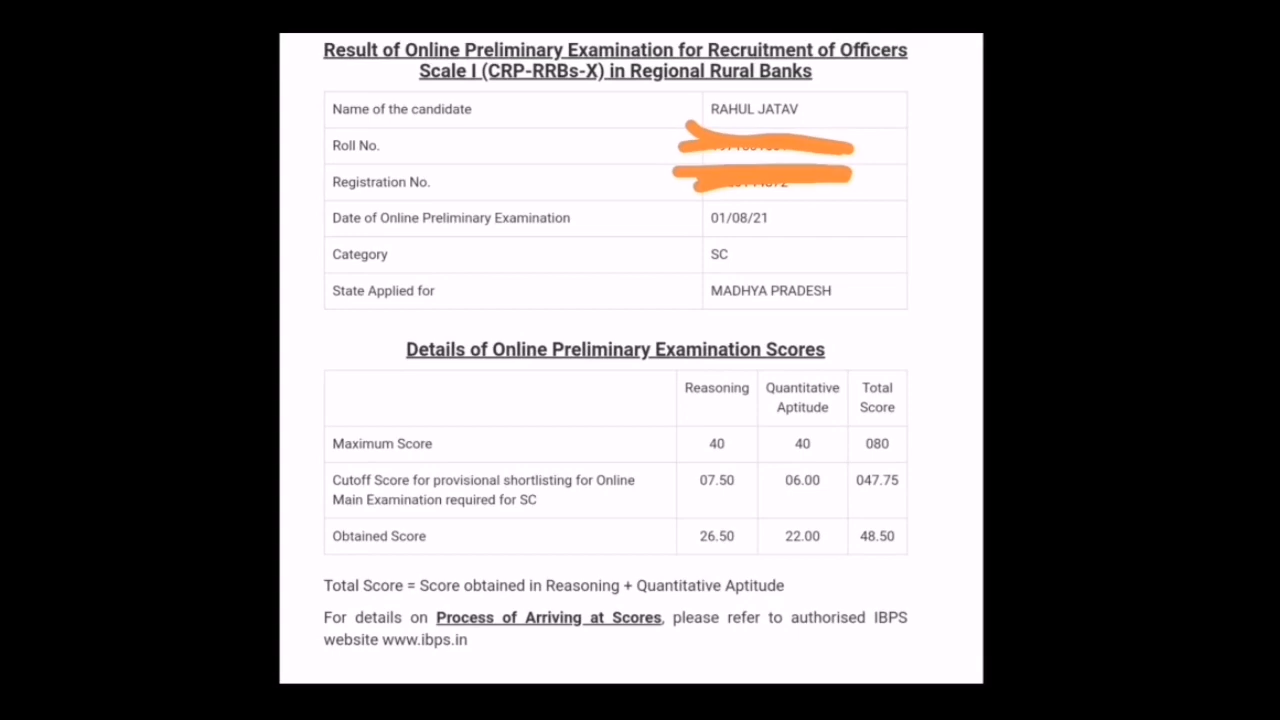 Result of Online Preliminary Examination for Recruitment of Officers
Scale I (CRP-RRBs-X) in Regional Rural Banks
Name of the candidate RAHUL JATAV
Roll No.
Registration No.
Date of Online Preliminary Examination 01/08/21
Category SC
State Applied for MADHYA PRADESH
Details of Online Preliminary Examination Scores
Reasoning Quantitative Total
Aptitude Score
Maximum Score 40 40 080
Cutoff Score for provisional shortlisting for Online 07.50 06.00 047.75
Main Examination required for SC
Obtained Score 26.50 22.00 48.50
Total Score = Score obtained in Reasoning + Quantitative Aptitude
For details on Process of Arriving at Scores, please refer to authorised IBPS
website www.ibps.in